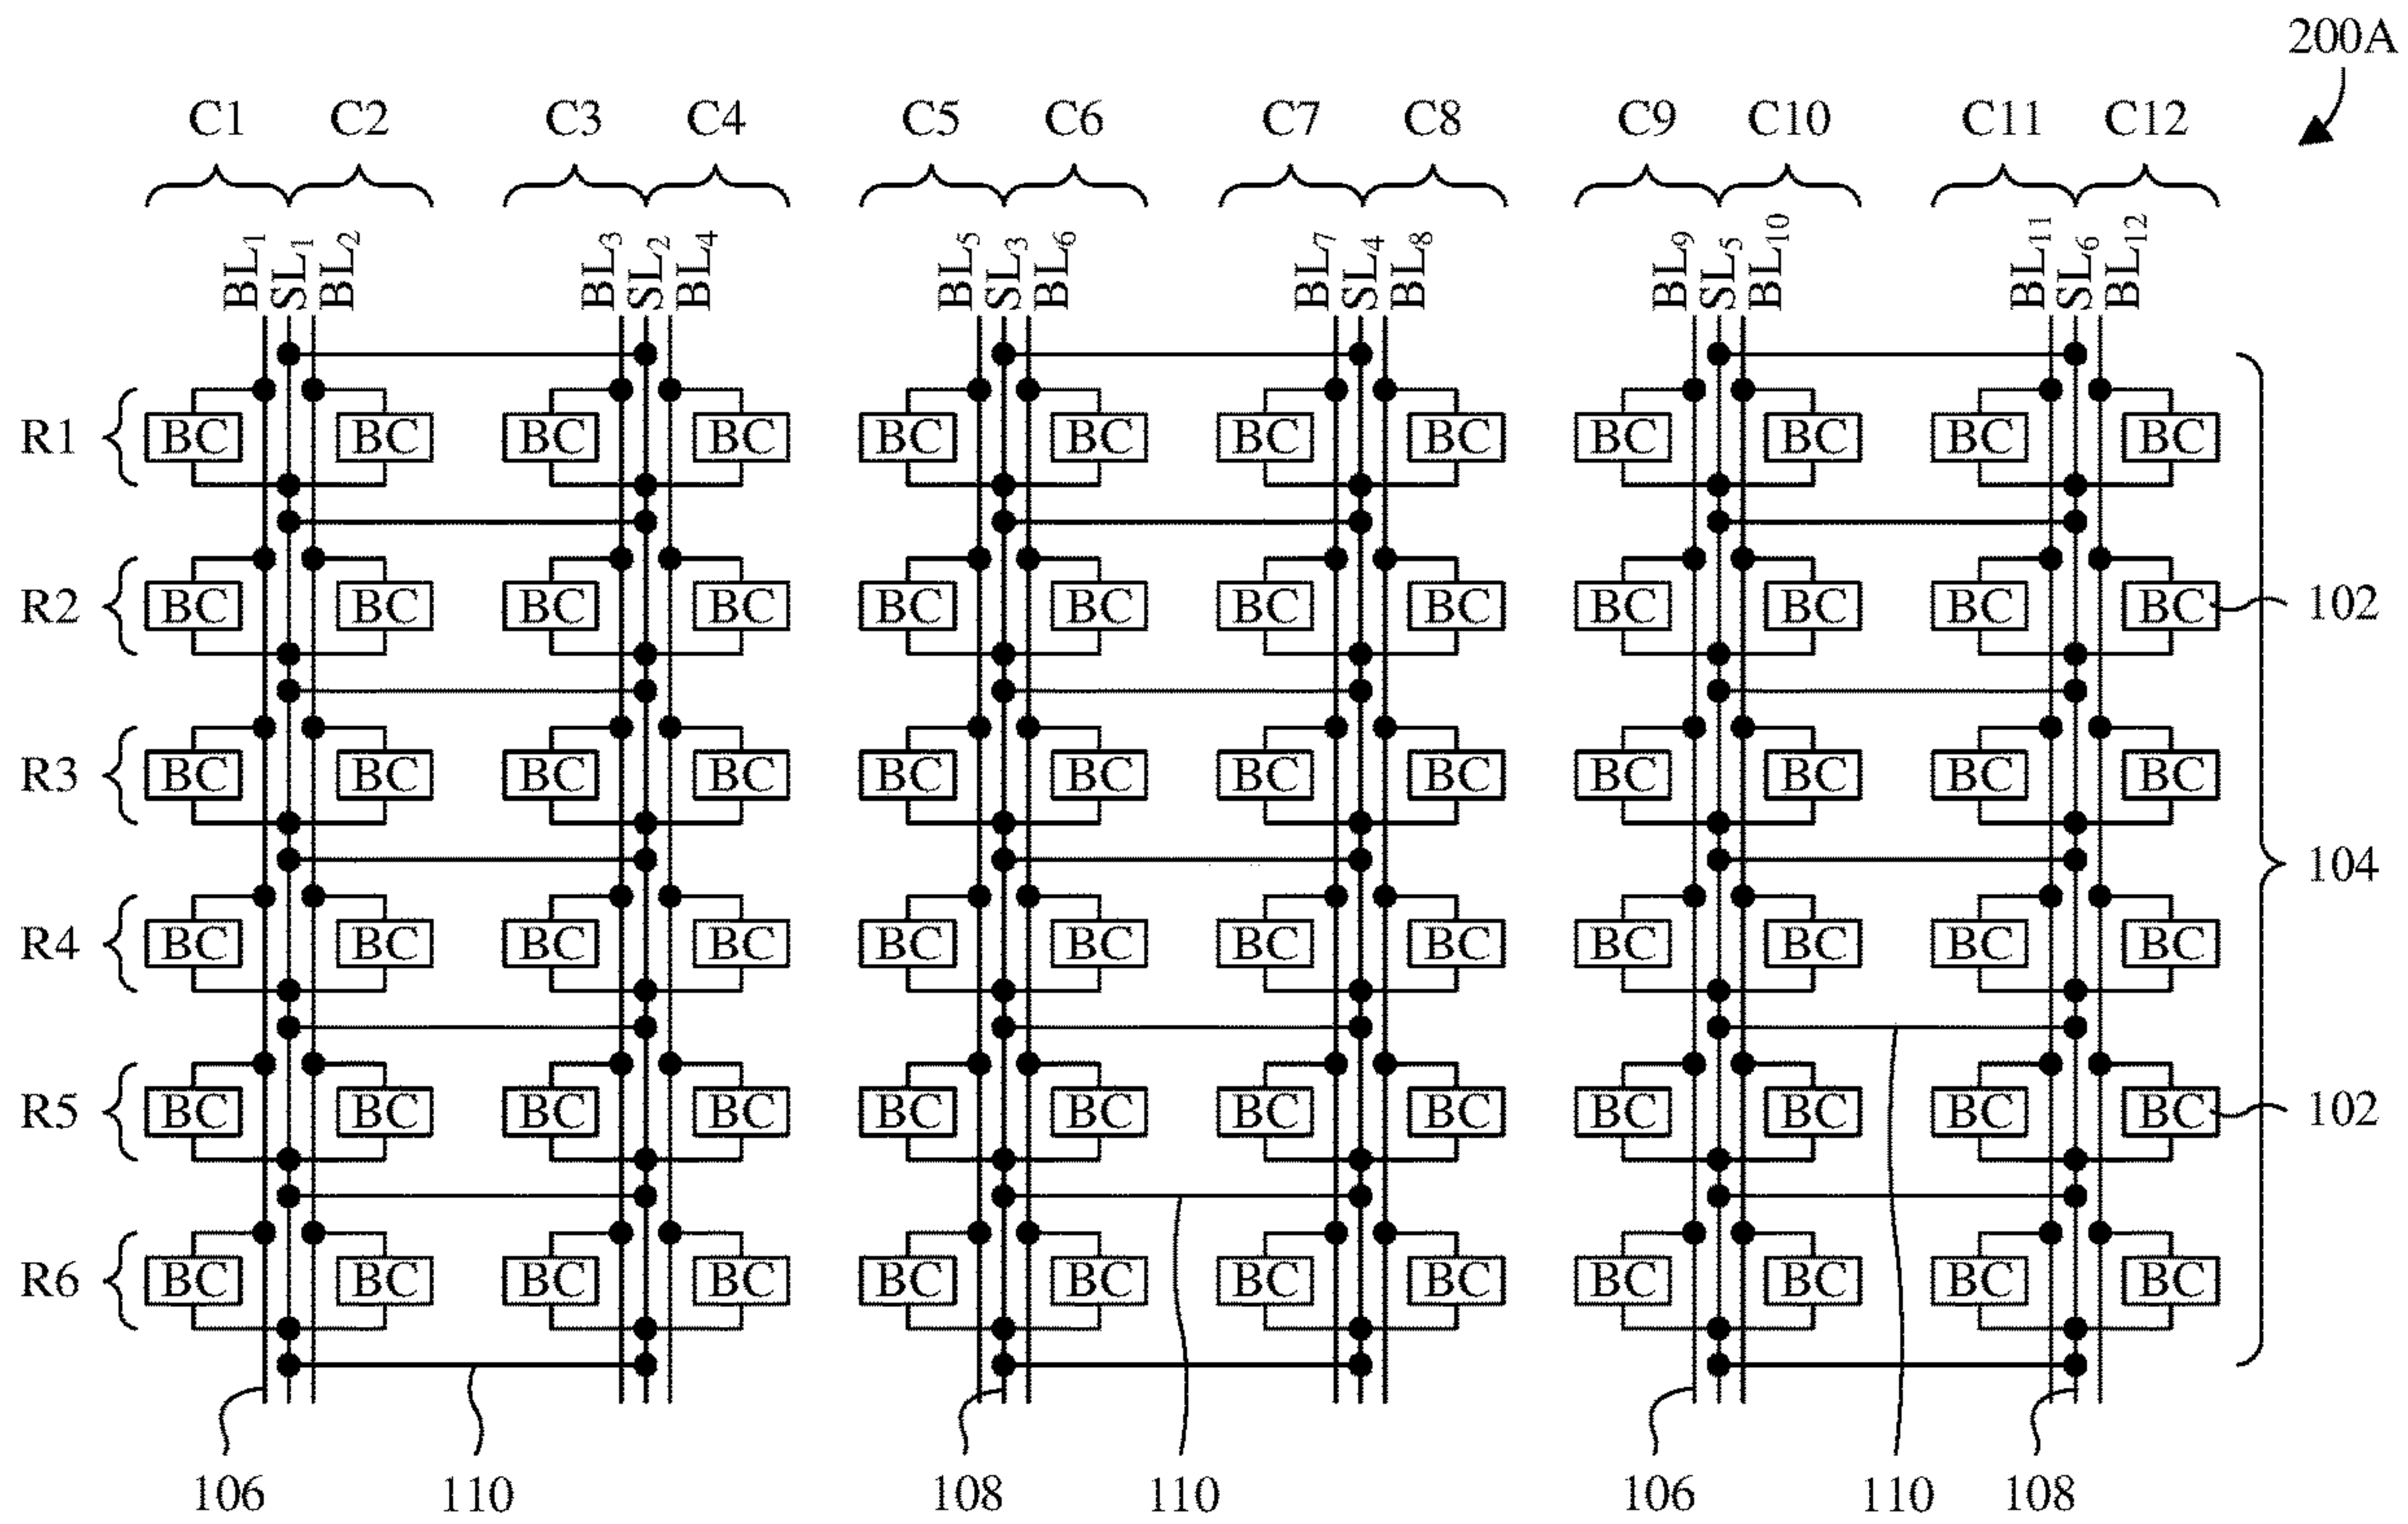 200A
C1 C2 C3 C4 C5 C6 C7 C8 C9 C10 C11 C12
BL1 SL1 BL2 BL3 SL2 BL4 BL5 SL3 BL6 BL7 SL4 BL8 BL9 SL5 BL10 BL11 SL6 BL12
R1 BC BC BC BC BC BC BC BC BC BC BC BC
R2 BC BC BC BC BC BC BC BC BC BC BC BC 102
R3 BC BC BC BC BC BC BC BC BC BC BC BC
104
R4 BC BC BC BC BC BC BC BC BC BC BC BC
R5 BC BC BC BC BC BC BC BC BC BC BC BC 102
R6 BC BC BC BC BC BC BC BC BC BC BC BC
106 110 108 110 106 110 108